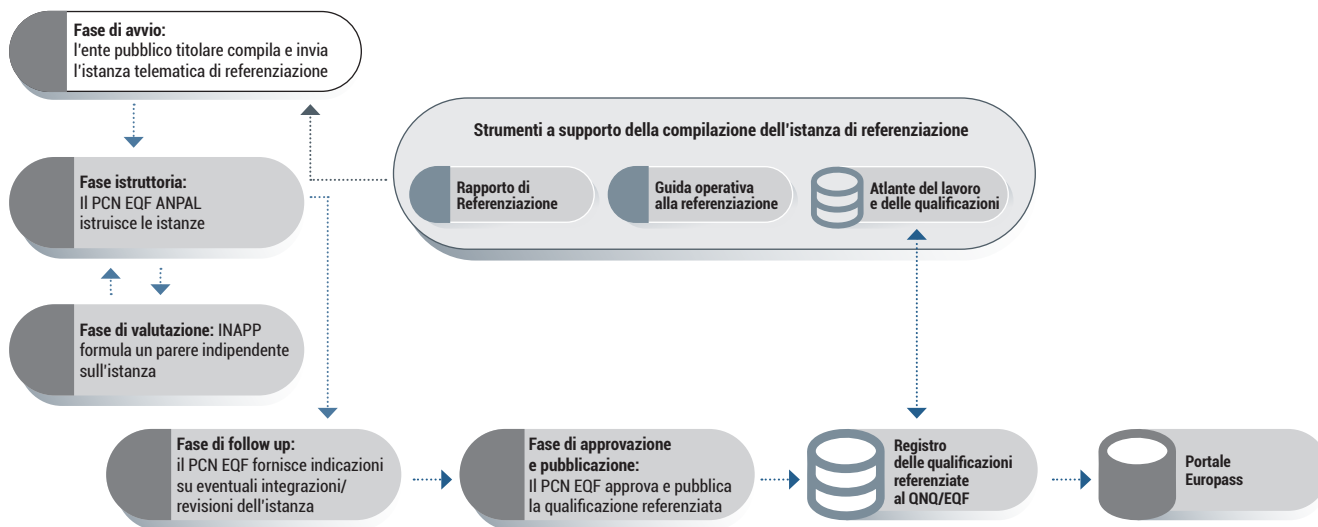 Fase di avvio:
l'ente pubblico titolare compila e invia
l'istanza telematica di referenziazione
Strumenti a supporto della compilazione dell'istanza di referenziazione
Rapporto di
Referenziazione
Guida operativa
alla referenziazione
Atlante del lavoro
e delle qualificazioni
Fase istruttoria:
Il PCN EQF ANPAL
istruisce le istanze
Fase di valutazione: INAPP
formula un parere indipendente
sull'istanza
Fase di follow up:
il PCN EQF fornisce indicazioni
su eventuali integrazioni/
revisioni dell'istanza
Fase di approvazione
e pubblicazione:
Il PCN EQF approva e pubblica
la qualificazione referenziata
Registro
delle qualificazioni
referenziate
al QNQ/EQF
Portale
Europass